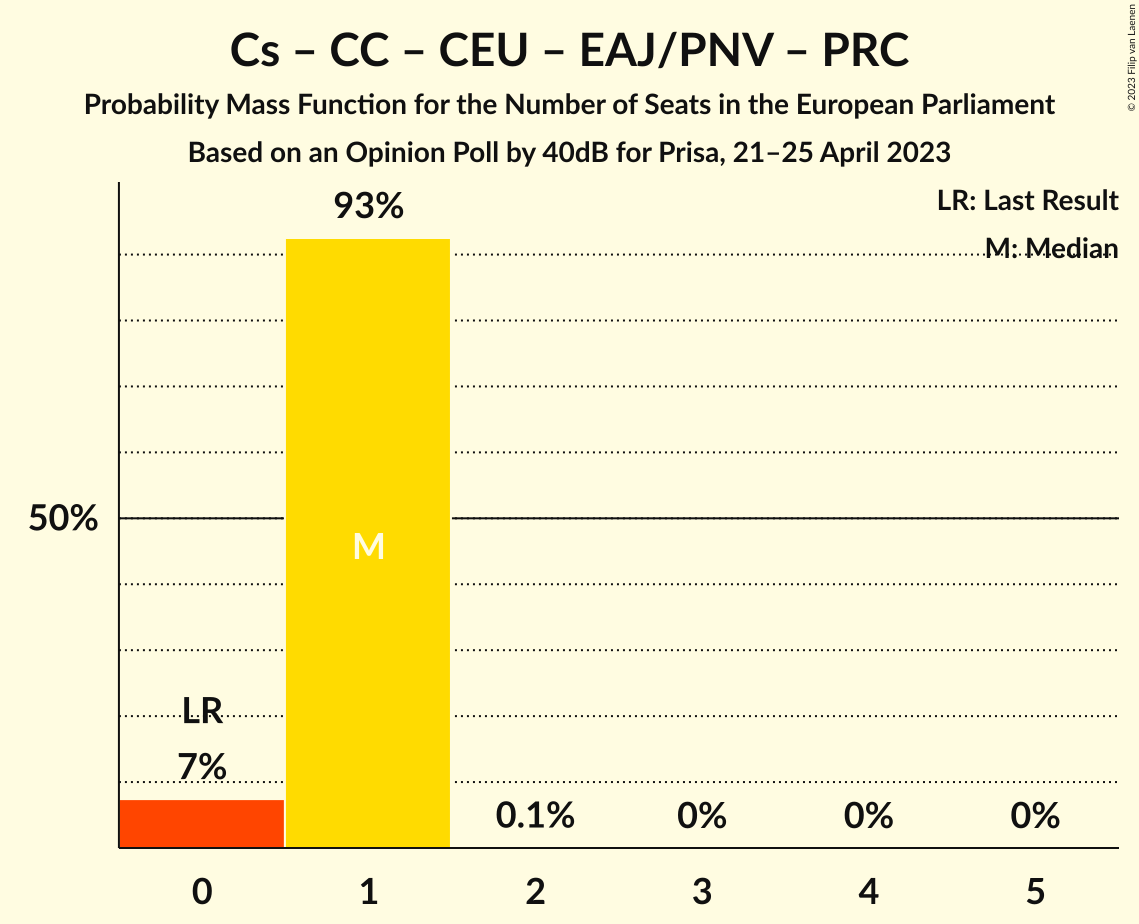 Cs – CC – CEU – EAJ/PNV – PRC
Probability Mass Function for the Number of Seats in the European Parliament
Based on an Opinion Poll by 40dB for Prisa, 21–25 April 2023
© 2023 Filip van Laenen
LR: Last Result
M: Median
93%
50%
M
LR
7%
0.1%
0%
0%
0%
0
1
2
3
4
5